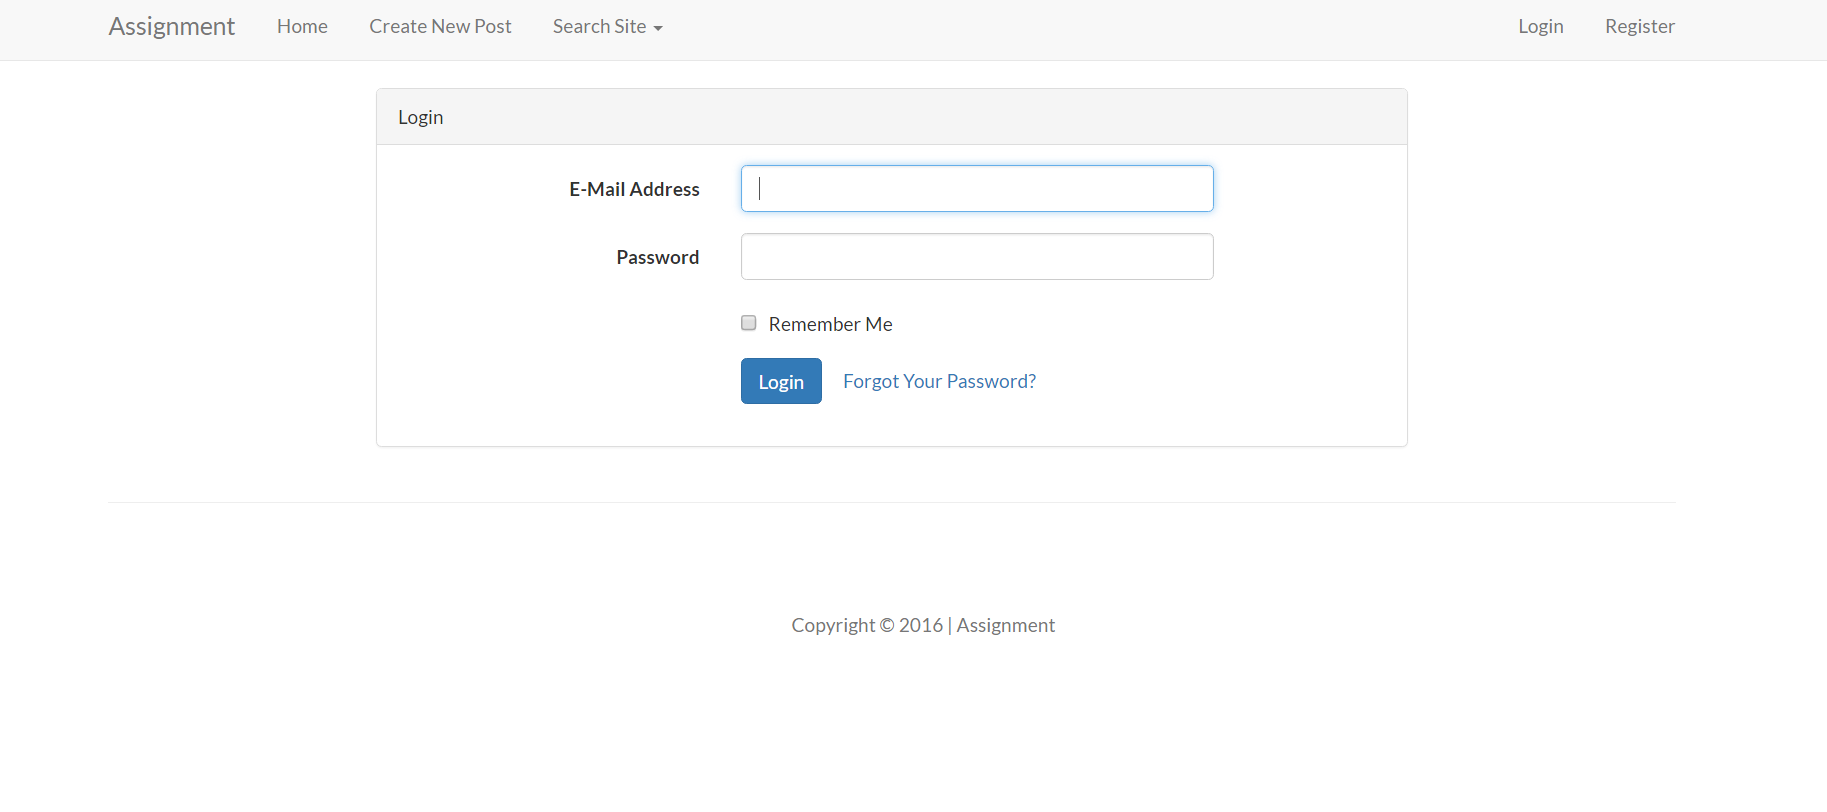 Assignment Home Create New Post Search Site Login Register
Login
E-Mail Address
Password
Remember Me
Login Forgot Your Password?
Copyright © 2016 | Assignment